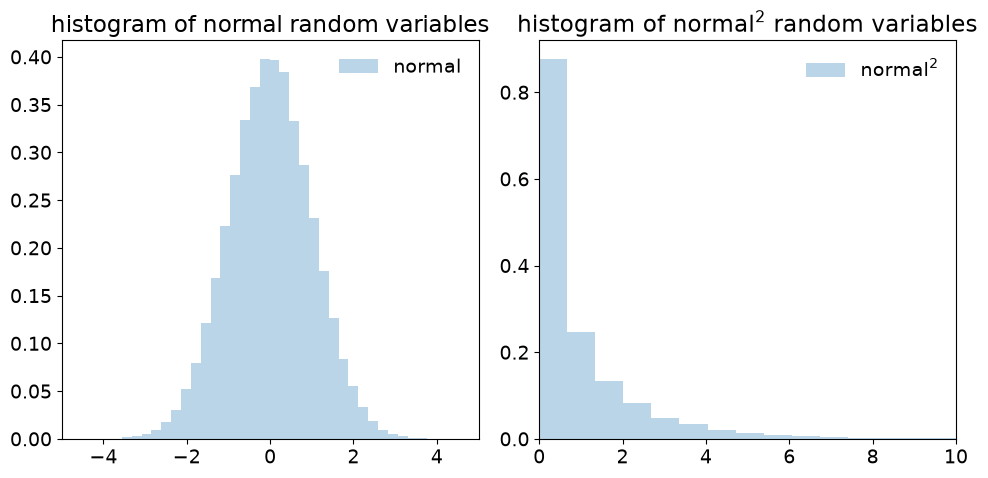 histogram of normal random variables
normal
0.40
0.35
0.30
0.25
0.20
0.15
0.10
0.05
0.00
−4 −2 0 2 4
histogram of normal² random variables
normal²
0.8
0.6
0.4
0.2
0.0
0 2 4 6 8 10